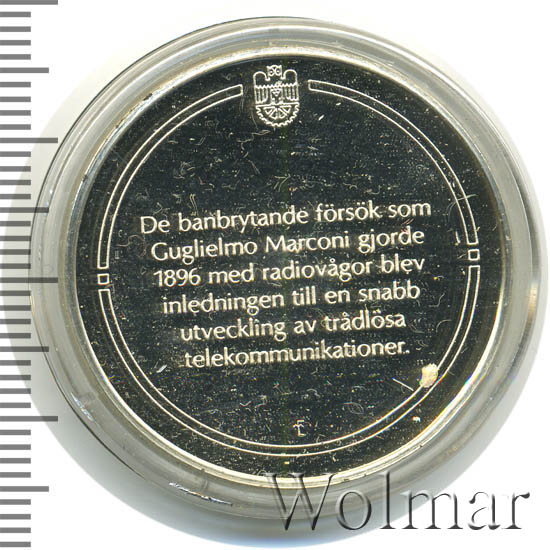 De banbrytande försök som
Guglielmo Marconi gjorde
1896 med radiovågor blev
inledningen till en snabb
utveckling av trådlösa
telekommunikationer.
Wolmar